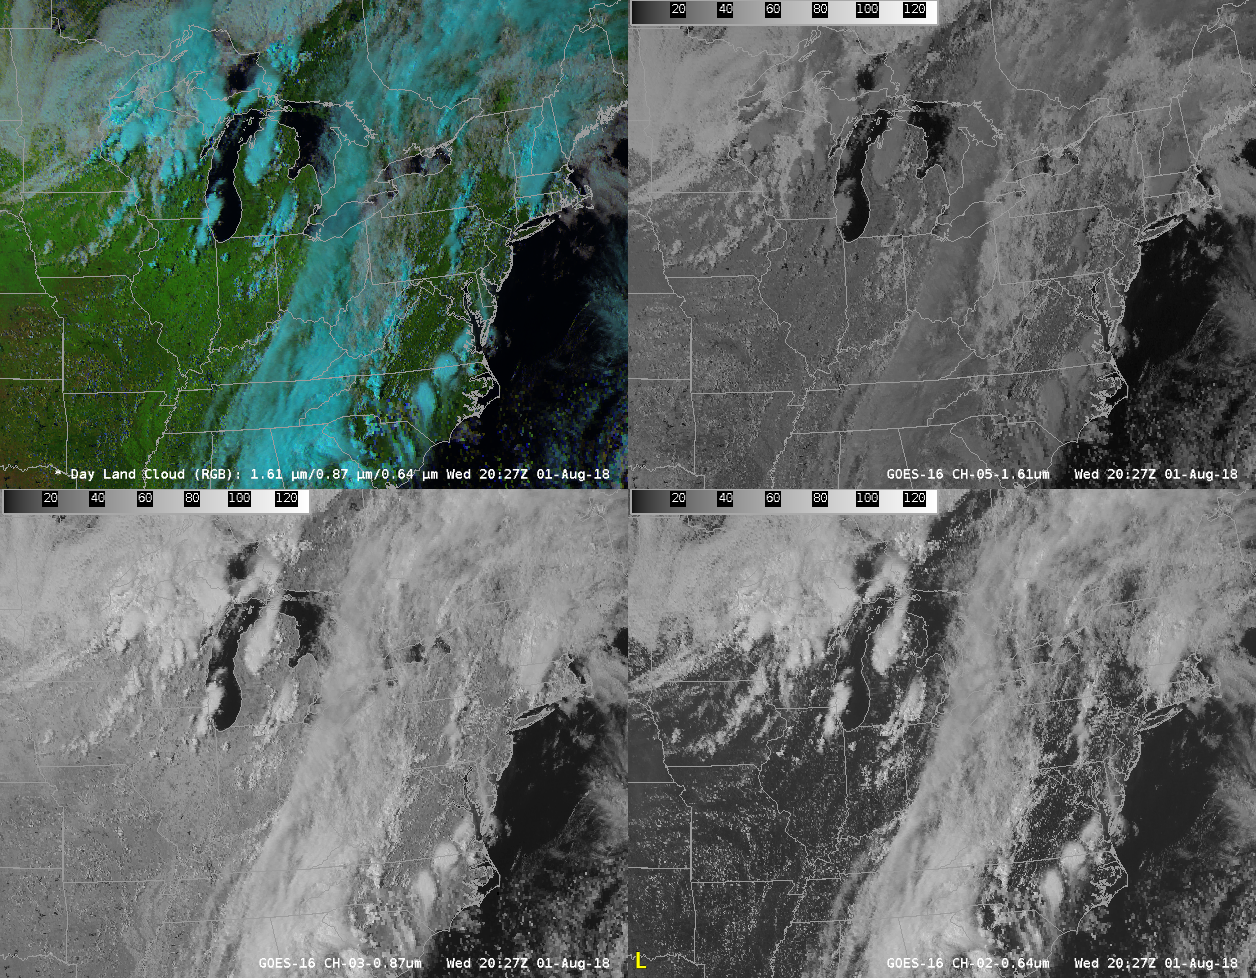 20 40 60 80 100 120
* Day Land Cloud (RGB): 1.61 µm/0.87 µm/0.64 µm Wed 20:27Z 01-Aug-18
GOES-16 CH-05-1.61um Wed 20:27Z 01-Aug-18
20 40 60 80 100 120
20 40 60 80 100 120
GOES-16 CH-03-0.87um Wed 20:27Z 01-Aug-18
L
GOES-16 CH-02-0.64um Wed 20:27Z 01-Aug-18